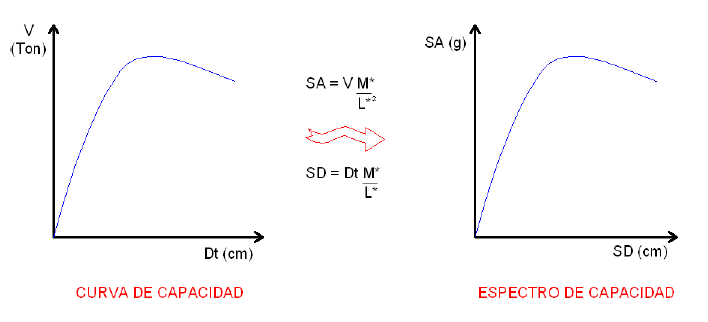 V
(Ton)
Dt (cm)
CURVA DE CAPACIDAD
SA = V M*
L*²
SD = Dt M*
L*
SA (g)
SD (cm)
ESPECTRO DE CAPACIDAD